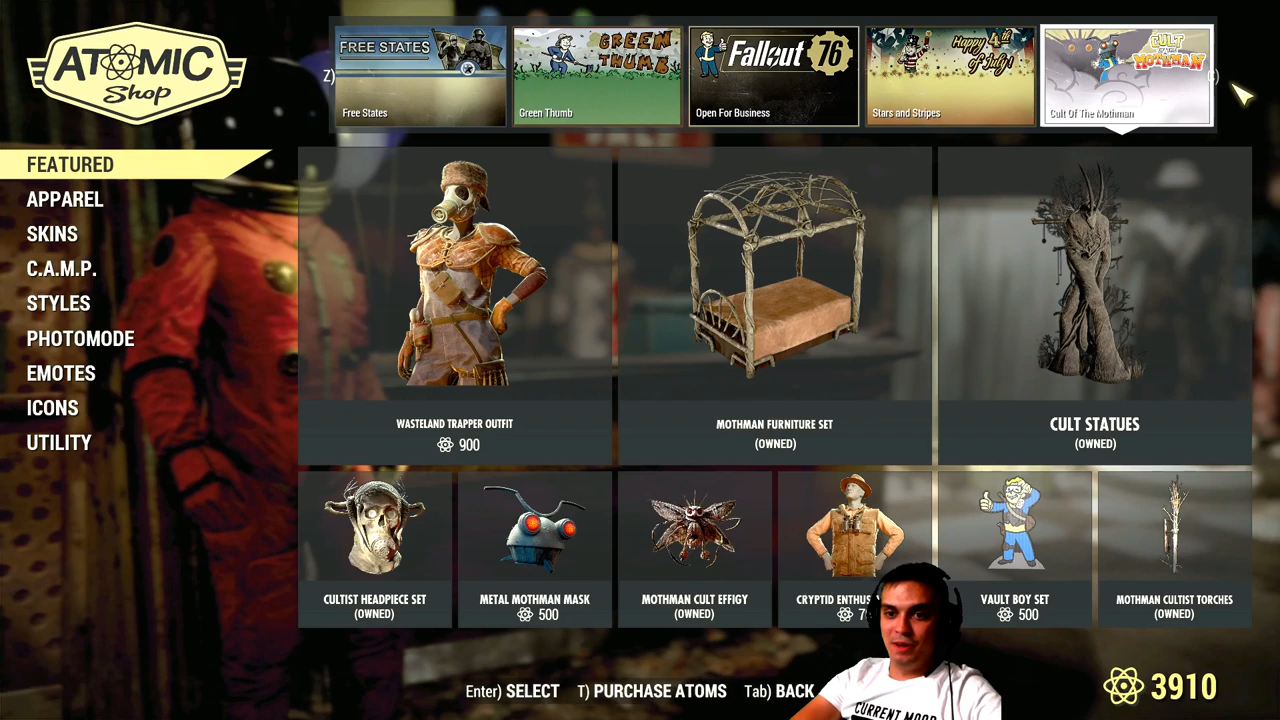 ATOMIC
Shop
Z)
FREE STATES
Free States
GREEN
THUMB
Green Thumb
Fallout 76
Open For Business
Happy 4th
of July!
Stars and Stripes
CULT
OF THE
MOTHMAN
Cult Of The Mothman
FEATURED
APPAREL
SKINS
C.A.M.P.
STYLES
PHOTOMODE
EMOTES
ICONS
UTILITY
WASTELAND TRAPPER OUTFIT
900
MOTHMAN FURNITURE SET
(OWNED)
CULT STATUES
(OWNED)
CULTIST HEADPIECE SET
(OWNED)
METAL MOTHMAN MASK
500
MOTHMAN CULT EFFIGY
(OWNED)
CRYPTID
VAULT BOY SET
500
MOTHMAN CULTIST TORCHES
(OWNED)
Enter) SELECT T) PURCHASE ATOMS Tab) BACK
3910
CURRENT MOOD